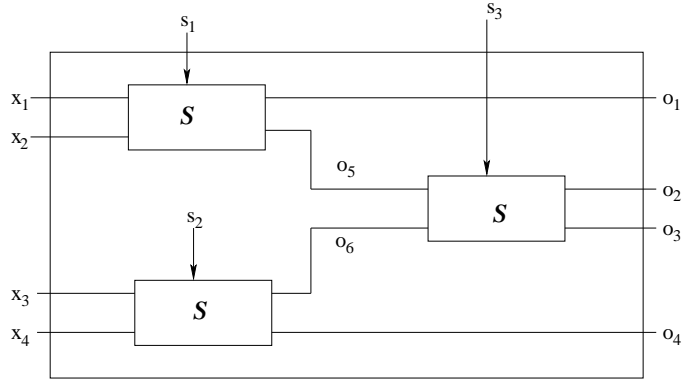 s₁
s₃
x₁
S
o₁
x₂
o₅
o₂
S
s₂
o₆
o₃
x₃
S
x₄
o₄